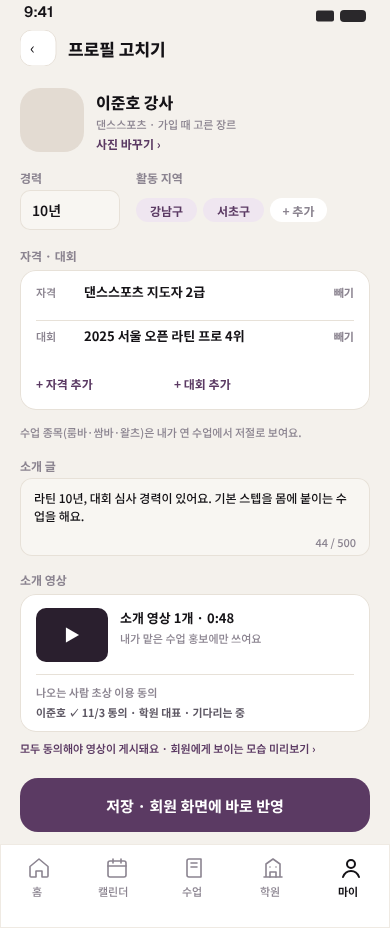 9:41
‹ 프로필 고치기
이준호 강사
댄스스포츠 · 가입 때 고른 장르
사진 바꾸기 ›
경력 활동 지역
10년 강남구 서초구 + 추가
자격 · 대회
자격 댄스스포츠 지도자 2급 빼기
대회 2025 서울 오픈 라틴 프로 4위 빼기
+ 자격 추가 + 대회 추가
수업 종목(룸바·쌈바·왈츠)은 내가 연 수업에서 저절로 보여요.
소개 글
라틴 10년, 대회 심사 경력이 있어요. 기본 스텝을 몸에 붙이는 수
업을 해요.
44 / 500
소개 영상
소개 영상 1개 · 0:48
내가 맡은 수업 홍보에만 쓰여요
나오는 사람 초상 이용 동의
이준호 ✓ 11/3 동의 · 학원 대표 · 기다리는 중
모두 동의해야 영상이 게시돼요 · 회원에게 보이는 모습 미리보기 ›
저장 · 회원 화면에 바로 반영
홈 캘린더 수업 학원 마이